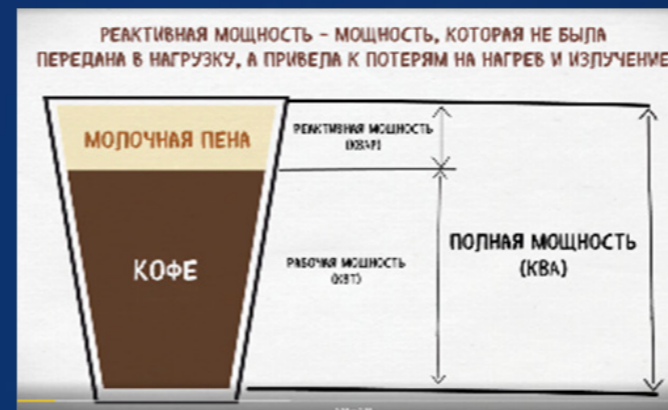 РЕАКТИВНАЯ МОЩНОСТЬ - МОЩНОСТЬ, КОТОРАЯ НЕ БЫЛА
ПЕРЕДАНА В НАГРУЗКУ, А ПРИВЕЛА К ПОТЕРЯМ НА НАГРЕВ И ИЗЛУЧЕНИЕ
МОЛОЧНАЯ ПЕНА
РЕАКТИВНАЯ МОЩНОСТЬ
(КВАР)
КОФЕ
РАБОЧАЯ МОЩНОСТЬ
(КВТ)
ПОЛНАЯ МОЩНОСТЬ
(КВА)